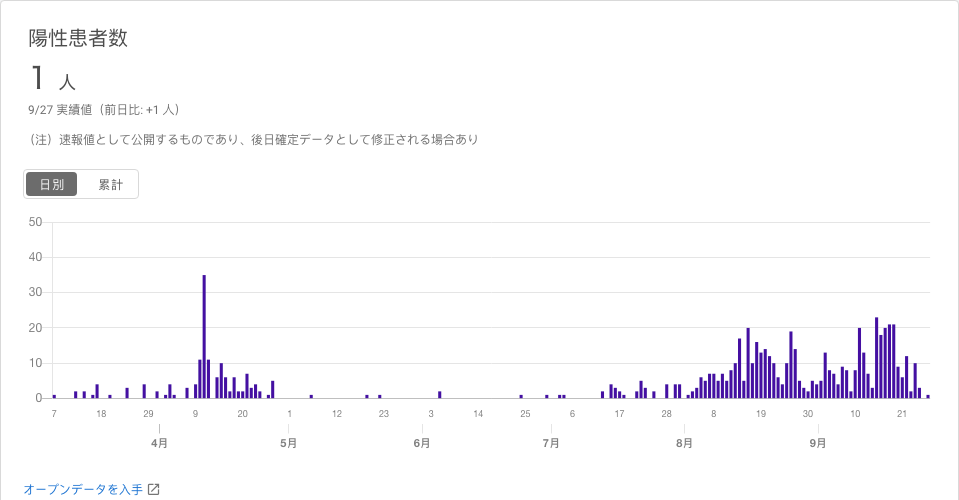 陽性患者数
1 人
9/27 実績値（前日比: +1 人）
（注）速報値として公開するものであり、後日確定データとして修正される場合あり
日別 累計
50
40
30
20
10
0
7 18 29 9 20 1 12 23 3 14 25 6 17 28 8 19 30 10 21
4月 5月 6月 7月 8月 9月
オープンデータを入手